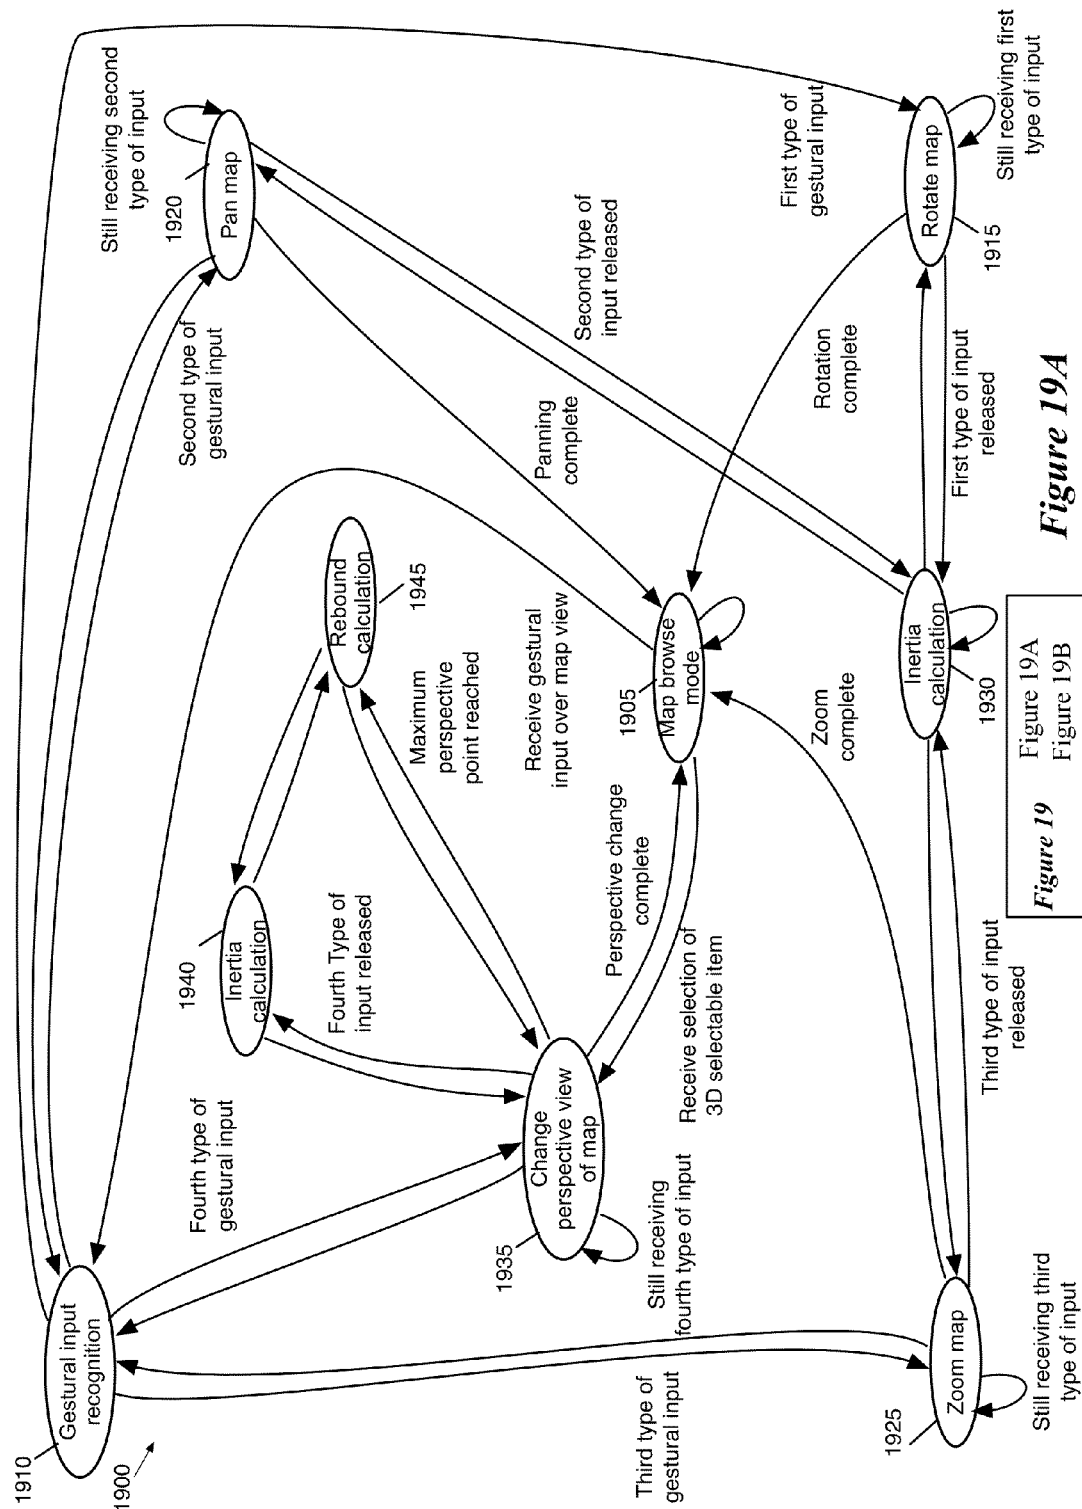 1910
Gestural input
recognition
1900
Still receiving second
type of input
1920
Pan map
Second type of
gestural input
Fourth type of
gestural input
1940
Inertia
calculation
Fourth Type of
input released
Rebound
calculation
1945
Maximum
perspective
point reached
Receive gestural
input over map view
Panning
complete
Second type of
input released
First type of
gestural input
1935
Change
perspective view
of map
Still receiving
fourth type of input
Perspective change
complete
Receive selection of
3D selectable item
1905
Map browse
mode
Rotation
complete
Zoom
complete
Third type of
gestural input
1925
Zoom map
Still receiving third
type of input
Third type of input
released
Inertia
calculation
1930
First type of input
released
Rotate map
1915
Still receiving first
type of input
Figure 19
Figure 19A
Figure 19B
Figure 19A